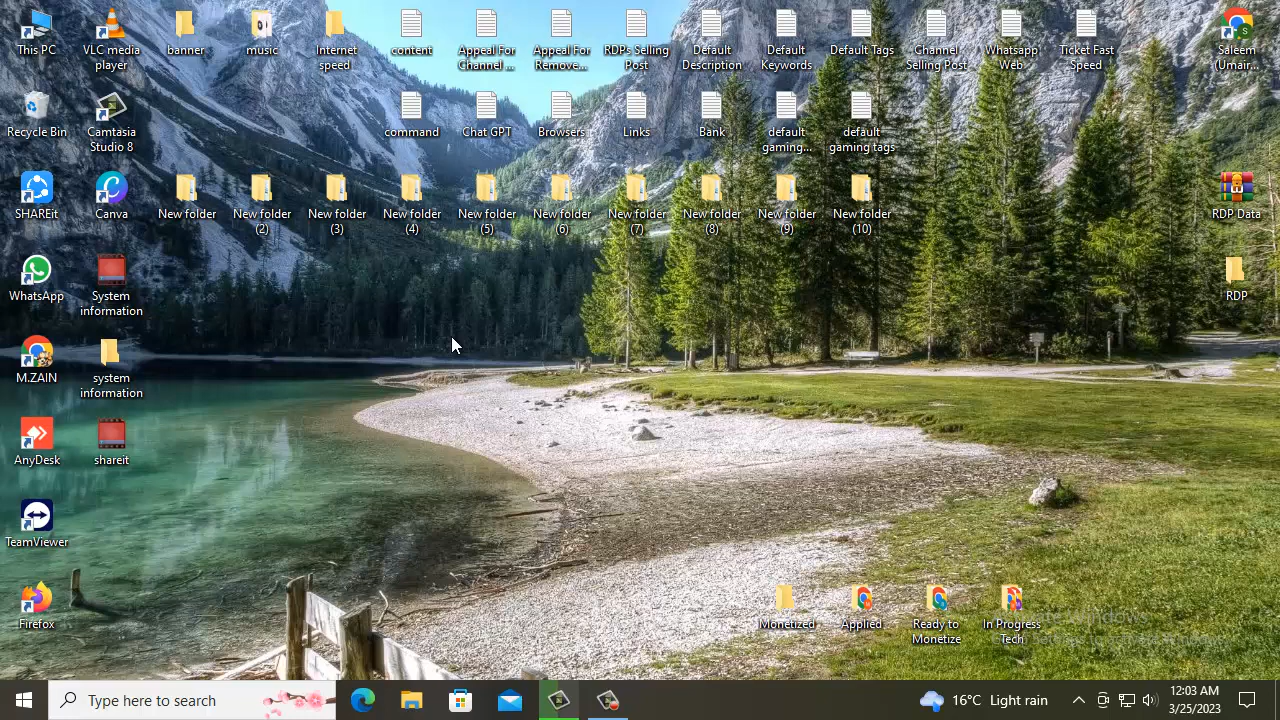 This PC
VLC media
player
banner
music
Internet
speed
content
Appeal For
Channel ...
Appeal For
Remove...
RDPs Selling
Post
Default
Description
Default
Keywords
Default Tags
Channel
Selling Post
Whatsapp
Web
Ticket Fast
Speed
Saleem
(Umair...
Recycle Bin
Camtasia
Studio 8
command
Chat GPT
Browsers
Links
Bank
default
gaming...
default
gaming tags
SHAREit
Canva
New folder
New folder
(2)
New folder
(3)
New folder
(4)
New folder
(5)
New folder
(6)
New folder
(7)
New folder
(8)
New folder
(9)
New folder
(10)
RDP Data
WhatsApp
System
information
RDP
M.ZAIN
system
information
AnyDesk
shareit
TeamViewer
Firefox
Monetized
Applied
Ready to
Monetize
In Progress
Tech
Type here to search
16°C Light rain
12:03 AM
3/25/2023